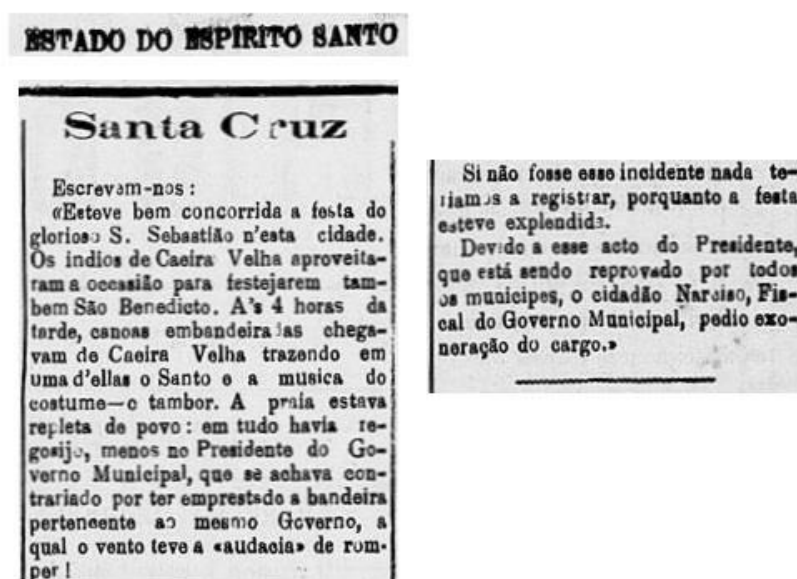 ESTADO DO ESPIRITO SANTO
Santa Cruz
Escrevem-nos :
«Esteve bem concorrida a festa do
glorioso S. Sebastião n'esta cidade.
Os indios de Caeira Velha aproveita-
ram a occasião para festejarem tam-
bem São Benedicto. A's 4 horas da
tarde, canoas embandeiradas chega-
vam de Caeira Velha trazendo em
uma d'ellas o Santo e a musica do
costume—o tambor. A praia estava
repleta de povo : em tudo havia re-
gosijo, menos no Presidente do Go-
verno Municipal, que se achava con-
trariado por ter emprestado a bandeira
pertencente ao mesmo Governo, a
qual o vento teve a «audacia» de rom-
per !
Si não fosse esse incidente nada te-
riamos a registrar, porquanto a festa
esteve explendida.
Devido a esse acto do Presidente,
que está sendo reprovado por todos
os municipes, o cidadão Narciso, Fis-
cal do Governo Municipal, pedio exo-
neração do cargo.»